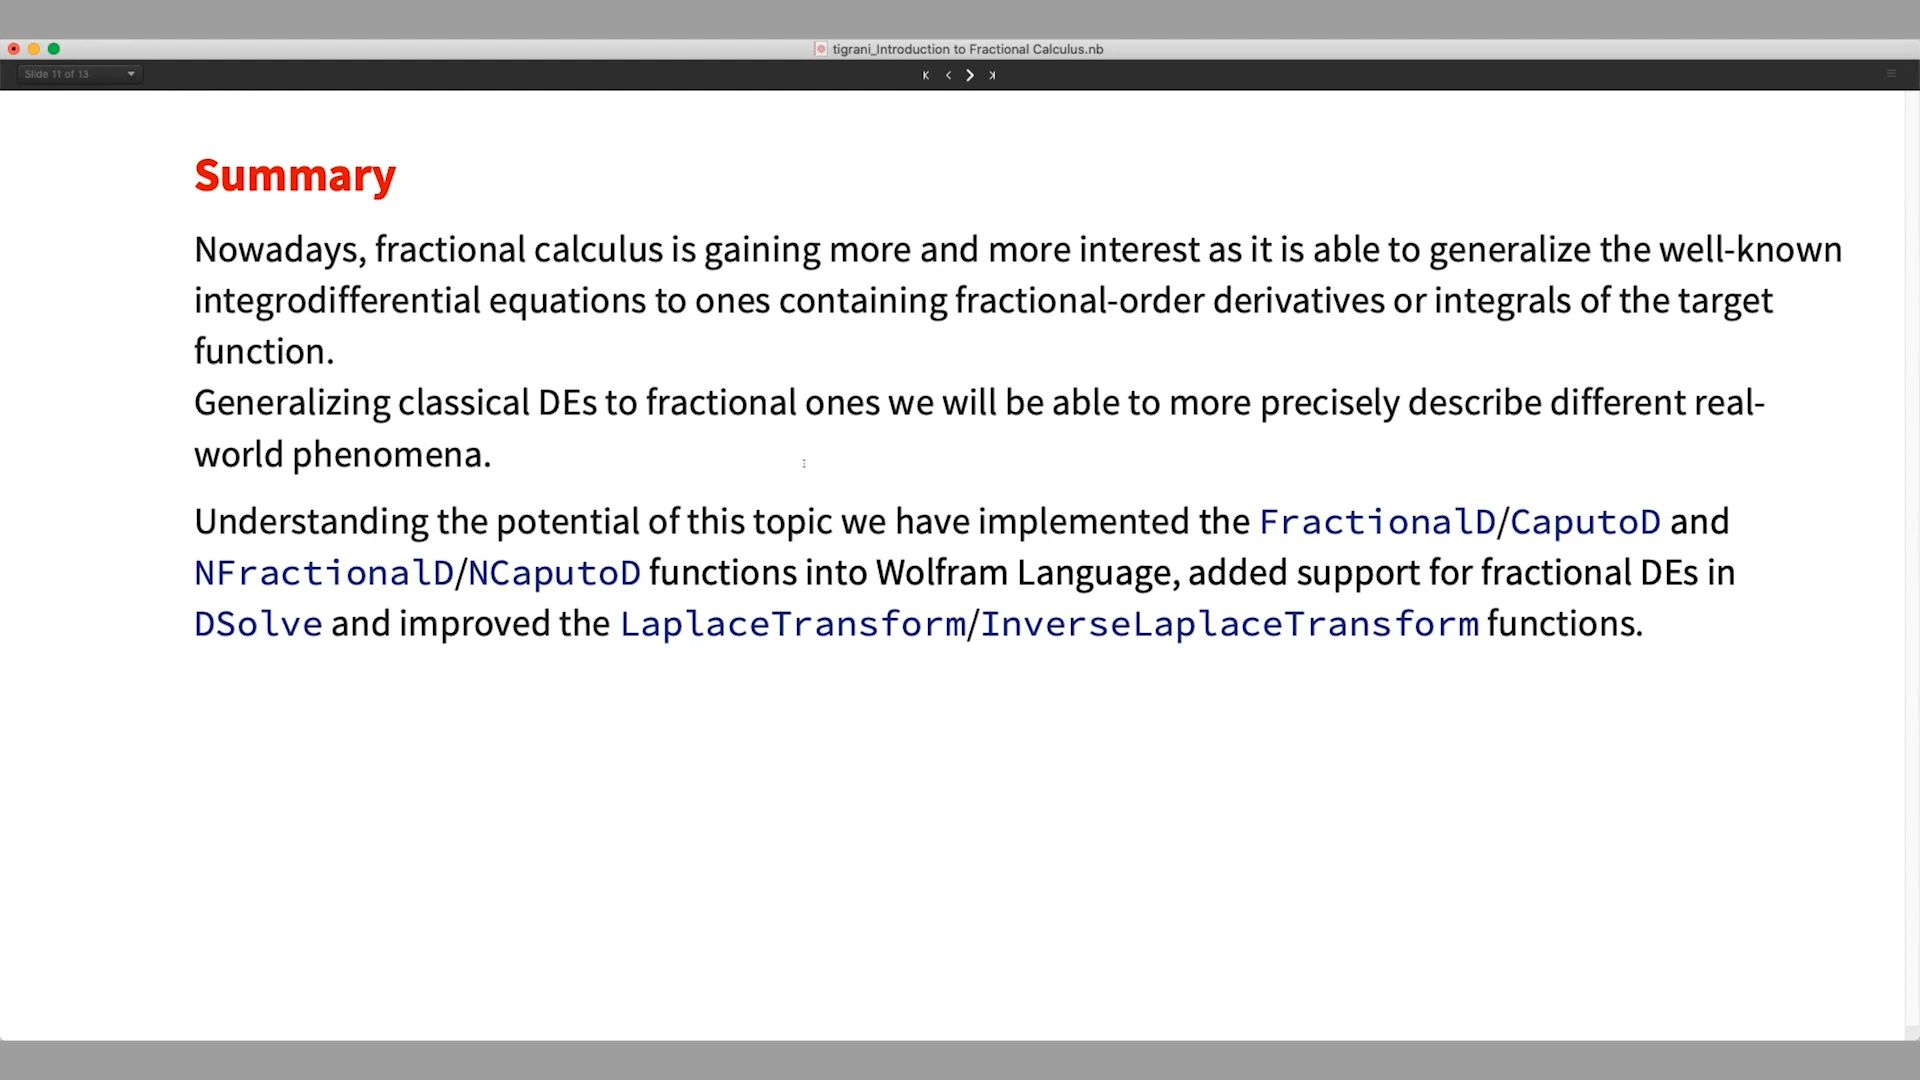 tigrani_Introduction to Fractional Calculus.nb
Slide 11 of 13
Summary
Nowadays, fractional calculus is gaining more and more interest as it is able to generalize the well-known
integrodifferential equations to ones containing fractional-order derivatives or integrals of the target
function.
Generalizing classical DEs to fractional ones we will be able to more precisely describe different real-
world phenomena.
Understanding the potential of this topic we have implemented the FractionalD/CaputoD and
NFractionalD/NCaputoD functions into Wolfram Language, added support for fractional DEs in
DSolve and improved the LaplaceTransform/InverseLaplaceTransform functions.